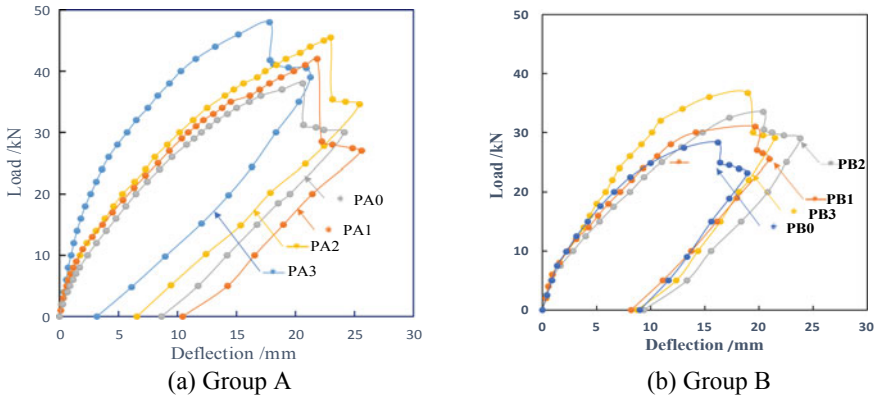 50
40
30
20
10
0
Load /kN
0 5 10 15 20 25 30
Deflection /mm
PA0
PA1
PA2
PA3
(a) Group A
50
40
30
20
10
0
Load /kN
0 5 10 15 20 25 30
Deflection /mm
PB2
PB1
PB3
PB0
(b) Group B